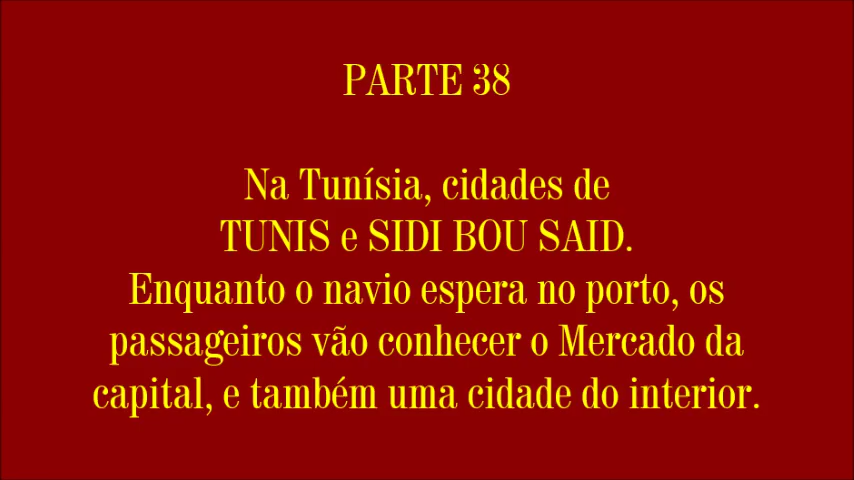 PARTE 38
Na Tunísia, cidades de
TUNIS e SIDI BOU SAID.
Enquanto o navio espera no porto, os
passageiros vão conhecer o Mercado da
capital, e também uma cidade do interior.